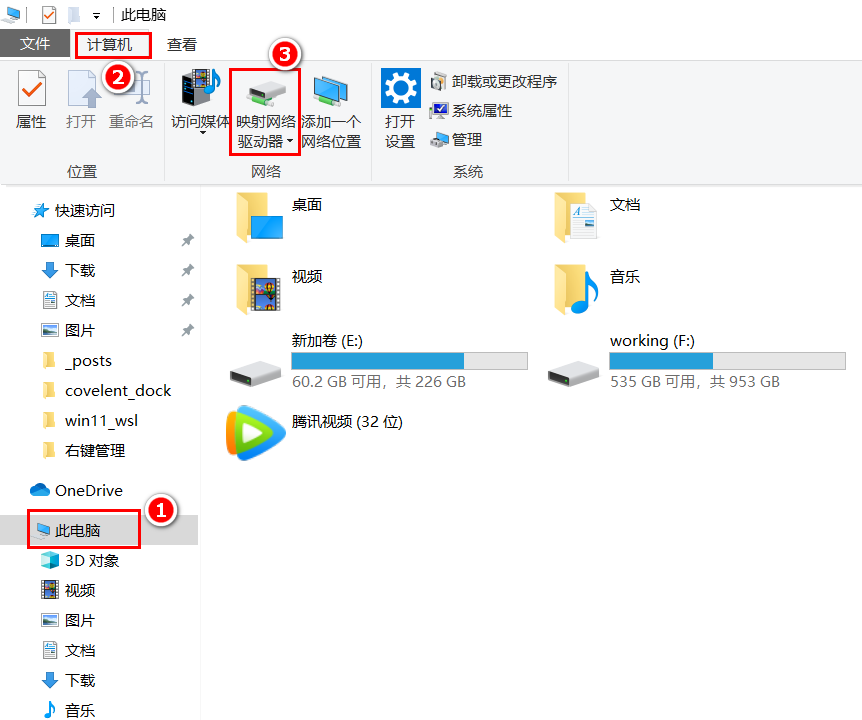 此电脑
文件
计算机
查看
3
2
属性
打开
重命名
访问媒体
映射网络
驱动器
添加一个
网络位置
打开
设置
卸载或更改程序
系统属性
管理
位置
网络
系统
快速访问
桌面
下载
文档
图片
_posts
covelent_dock
win11_wsl
右键管理
OneDrive
此电脑
1
3D 对象
视频
图片
文档
下载
音乐
桌面
文档
视频
音乐
新加卷 (E:)
60.2 GB 可用，共 226 GB
working (F:)
535 GB 可用，共 953 GB
腾讯视频 (32 位)